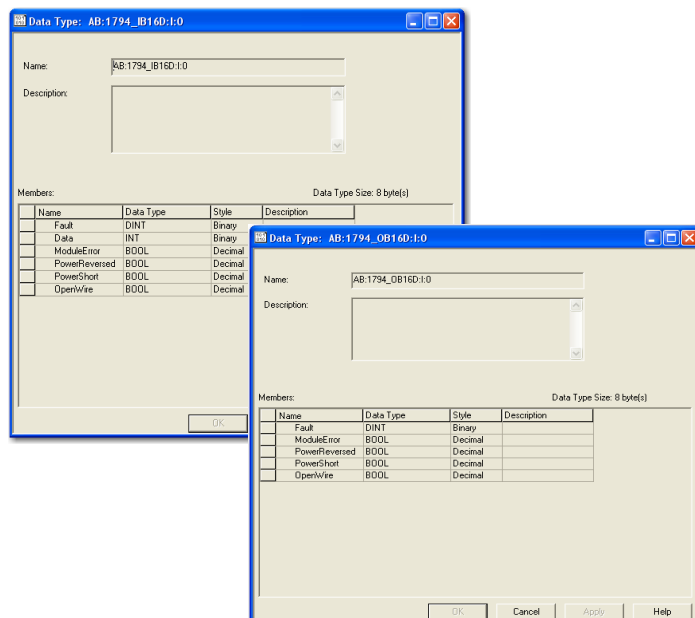 Data Type: AB:1794_IB16D:I:0
Name: AB:1794_IB16D:I:0
Description:
Members: Data Type Size: 8 byte(s)
Name Data Type Style Description
Fault DINT Binary
Data INT Binary
ModuleError BOOL Decimal
PowerReversed BOOL Decimal
PowerShort BOOL Decimal
OpenWire BOOL Decimal
OK
Data Type: AB:1794_OB16D:I:0
Name: AB:1794_OB16D:I:0
Description:
Members: Data Type Size: 8 byte(s)
Name Data Type Style Description
Fault DINT Binary
ModuleError BOOL Decimal
PowerReversed BOOL Decimal
PowerShort BOOL Decimal
OpenWire BOOL Decimal
OK Cancel Apply Help